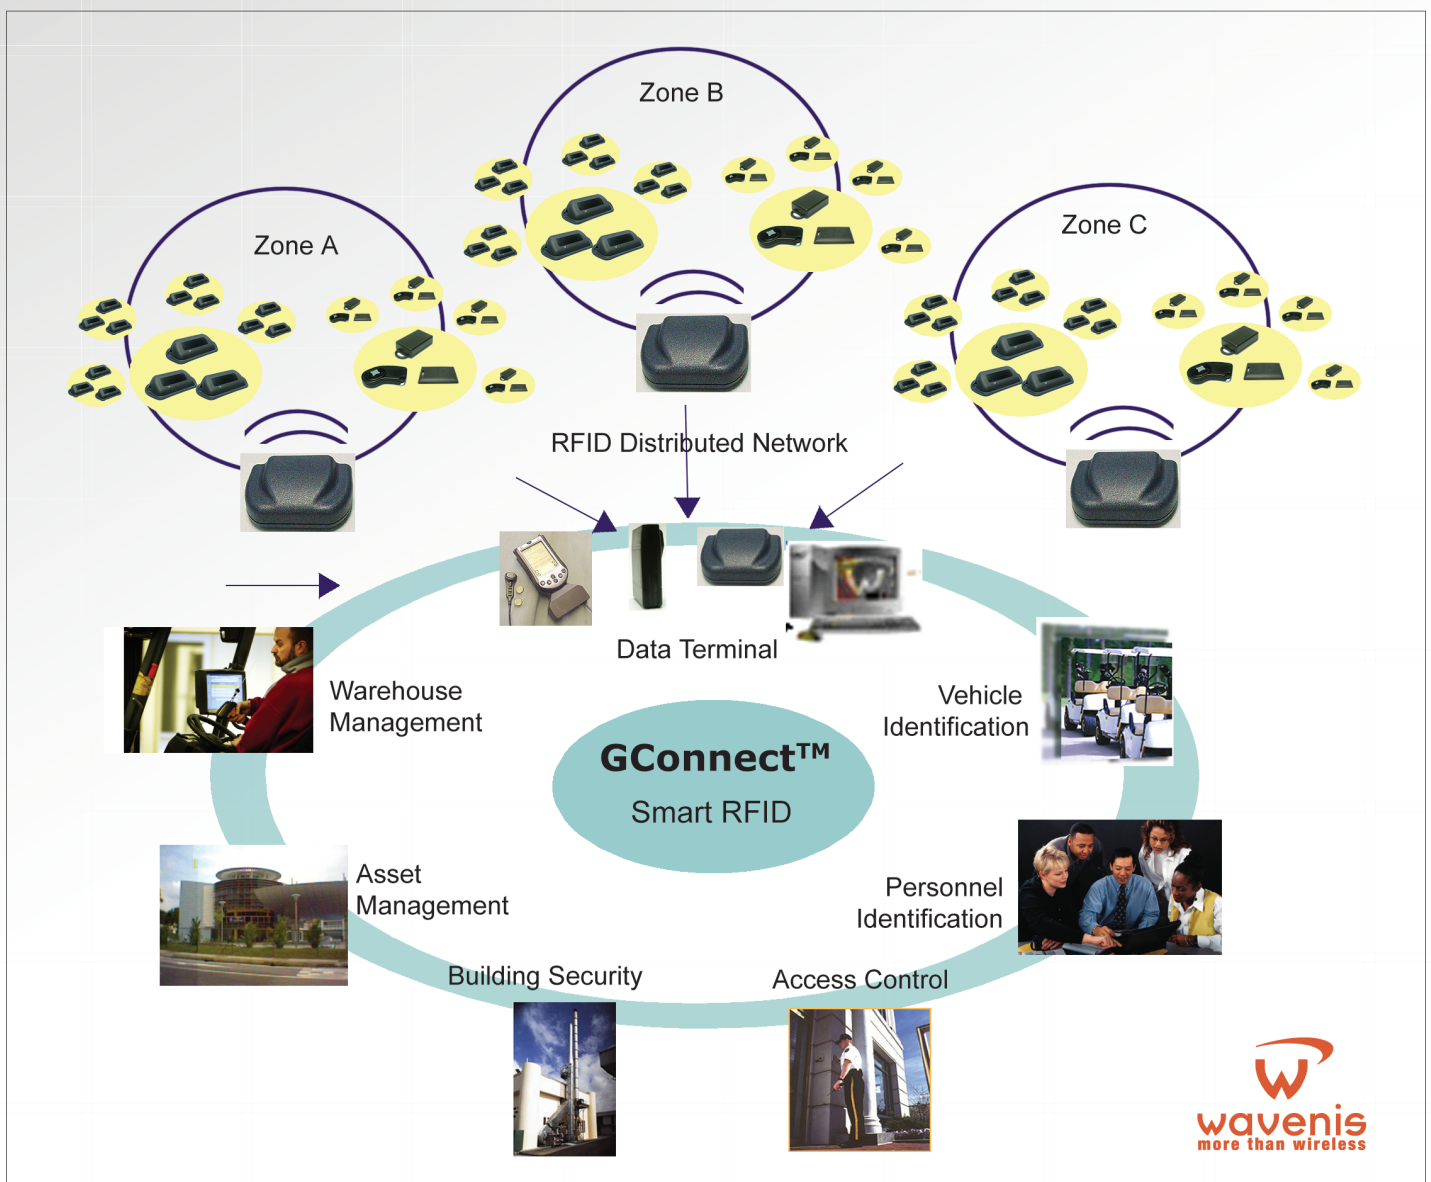 Zone B
Zone A
Zone C
RFID Distributed Network
Data Terminal
Warehouse
Management
Vehicle
Identification
GConnect™
Smart RFID
Asset
Management
Personnel
Identification
Building Security
Access Control
wavenis
more than wireless